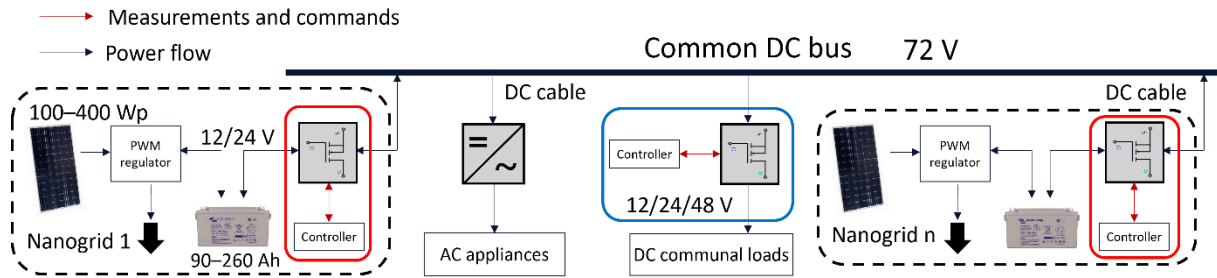 Measurements and commands
Power flow
Common DC bus 72 V
DC cable
DC cable
100–400 Wp
PWM
regulator
12/24 V
Controller
Nanogrid 1
90–260 Ah
=
~
AC appliances
Controller
12/24/48 V
DC communal loads
PWM
regulator
Controller
Nanogrid n